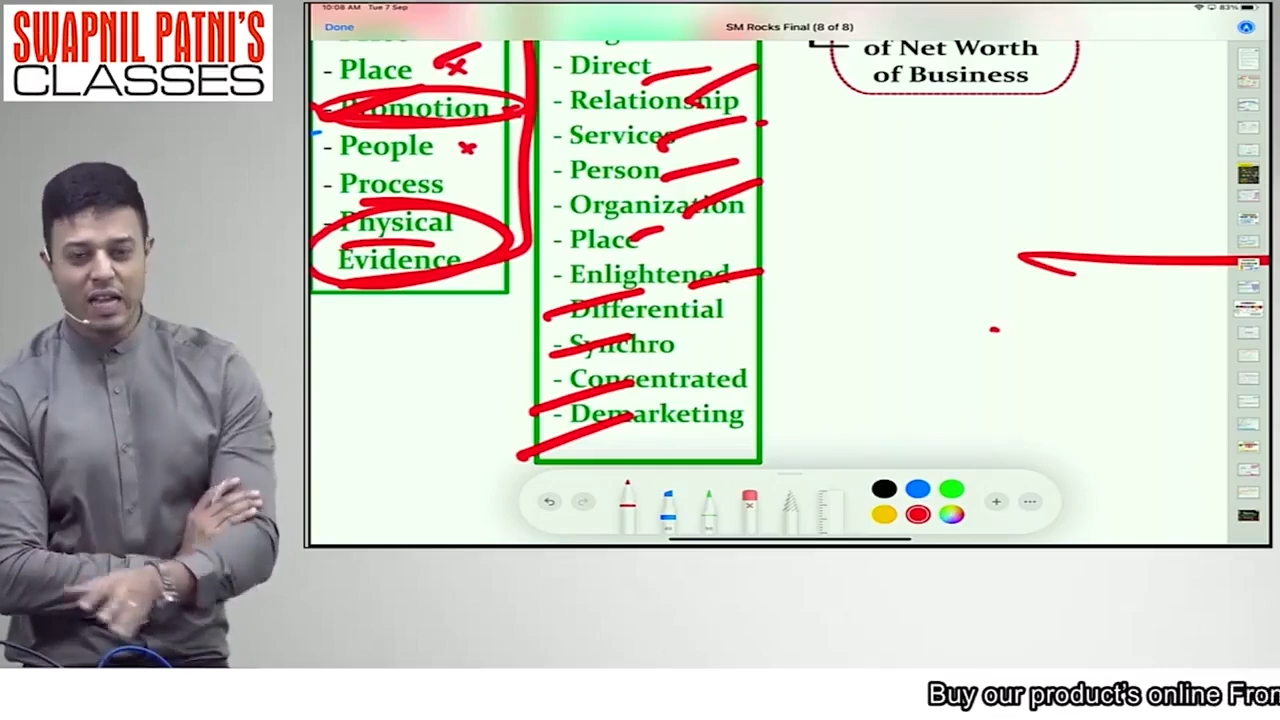 SWAPNIL PATNI'S
CLASSES
10:08 AM Tue 7 Sep
83%
Done
SM Rocks Final (8 of 8)
- Place
- Promotion
- People
- Process
- Physical
Evidence
- Direct
- Relationship
- Services
- Person
- Organization
- Place
- Enlightened
- Differential
- Synchro
- Concentrated
- Demarketing
of Net Worth
of Business
Buy our product's online From